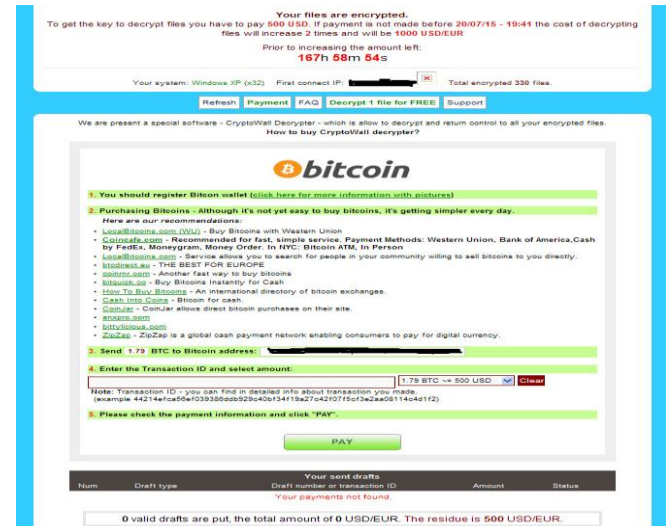 Your files are encrypted.
To get the key to decrypt files you have to pay 500 USD. If payment is not made before 20/07/15 - 19:41 the cost of decrypting
files will increase 2 times and will be 1000 USD/EUR
Prior to increasing the amount left:
167h 58m 54s
Your system: Windows XP (x32) First connect IP: Total encrypted 330 files.
Refresh Payment FAQ Decrypt 1 file for FREE Support
We are present a special software - CryptoWall Decrypter - which is allow to decrypt and return control to all your encrypted files.
How to buy CryptoWall decrypter?
bitcoin
1. You should register Bitcon wallet (click here for more information with pictures)
2. Purchasing Bitcoins - Although it's not yet easy to buy bitcoins, it's getting simpler every day.
Here are our recommendations:
• LocalBitcoins.com (WU) - Buy Bitcoins with Western Union
• Coincafe.com - Recommended for fast, simple service. Payment Methods: Western Union, Bank of America, Cash
by FedEx, Moneygram, Money Order. In NYC: Bitcoin ATM, In Person
• LocalBitcoins.com - Service allows you to search for people in your community willing to sell bitcoins to you directly.
• btcdirect.eu - THE BEST FOR EUROPE
• coinrnr.com - Another fast way to buy bitcoins
• bitquick.co - Buy Bitcoins Instantly for Cash
• How To Buy Bitcoins - An international directory of bitcoin exchanges.
• Cash Into Coins - Bitcoin for cash.
• CoinJar - CoinJar allows direct bitcoin purchases on their site.
• anxpro.com
• bittylicious.com
• ZipZap - ZipZap is a global cash payment network enabling consumers to pay for digital currency.
3. Send 1.79 BTC to Bitcoin address:
4. Enter the Transaction ID and select amount:
1.79 BTC ~= 500 USD Clear
Note: Transaction ID - you can find in detailed info about transaction you made.
(example 44214efca56ef039386ddb929c40bf34f19a27c42f07f5cf3e2aa08114c4d1f2)
5. Please check the payment information and click "PAY".
PAY
Your sent drafts
Num Draft type Draft number or transaction ID Amount Status
Your payments not found.
0 valid drafts are put, the total amount of 0 USD/EUR. The residue is 500 USD/EUR.